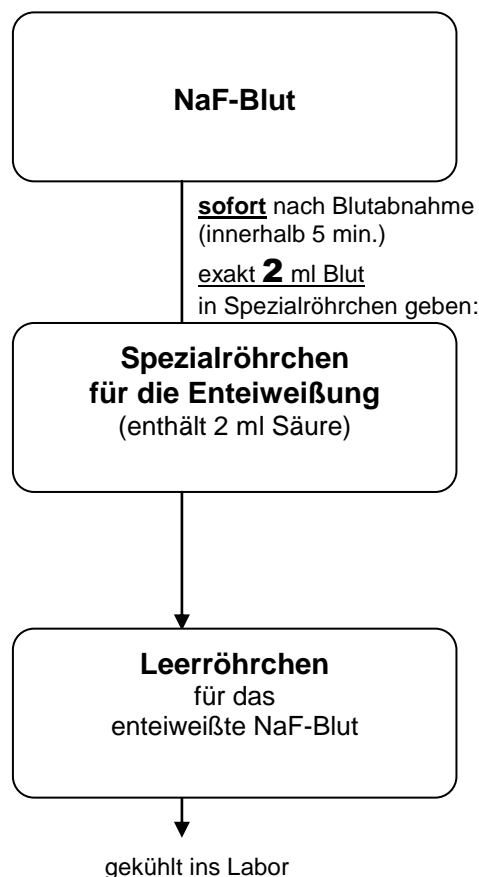 NaF-Blut
sofort nach Blutabnahme
(innerhalb 5 min.)
exakt 2 ml Blut
in Spezialröhrchen geben:
Spezialröhrchen
für die Enteiweißung
(enthält 2 ml Säure)
Leerröhrchen
für das
enteiweißte NaF-Blut
gekühlt ins Labor